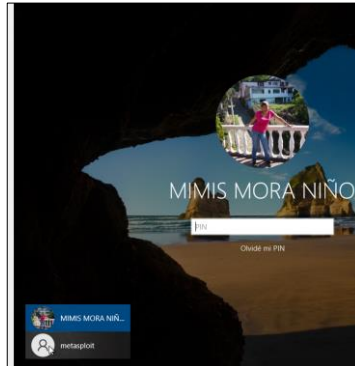 MIMIS MORA NIÑO
PIN
Olvidé mi PIN
MIMIS MORA NIÑ...
metasploit